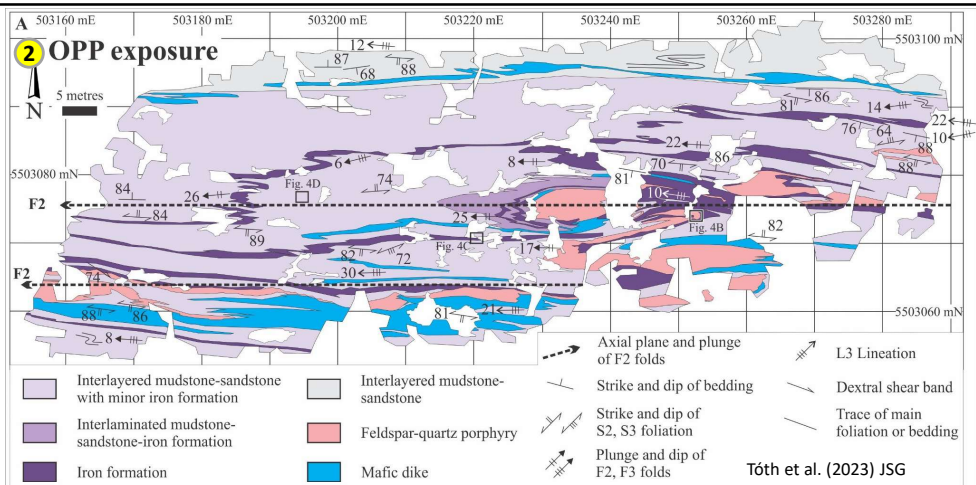 A
503160 mE 503180 503200 mE 503220 mE 503240 mE 503260 mE 503280 mE
2 OPP exposure
N
5 metres
5503100 mN
12
87
68
88
86
81
14
22
10
76
64
88
88
22
6
8
70
86
5503080 mN
81
74
Fig. 4D
26
84
10
F2
F2
84
25
Fig. 4B
82
89
Fig. 4C
17
82
72
30
F2
74
88
86
81
21
5503060 mN
8
Interlayered mudstone-sandstone
with minor iron formation
Interlaminated mudstone-
sandstone-iron formation
Iron formation
Interlayered mudstone-
sandstone
Feldspar-quartz porphyry
Mafic dike
Axial plane and plunge
of F2 folds
Strike and dip of bedding
Strike and dip of
S2, S3 foliation
Plunge and dip of
F2, F3 folds
L3 Lineation
Dextral shear band
Trace of main
foliation or bedding
Tóth et al. (2023) JSG